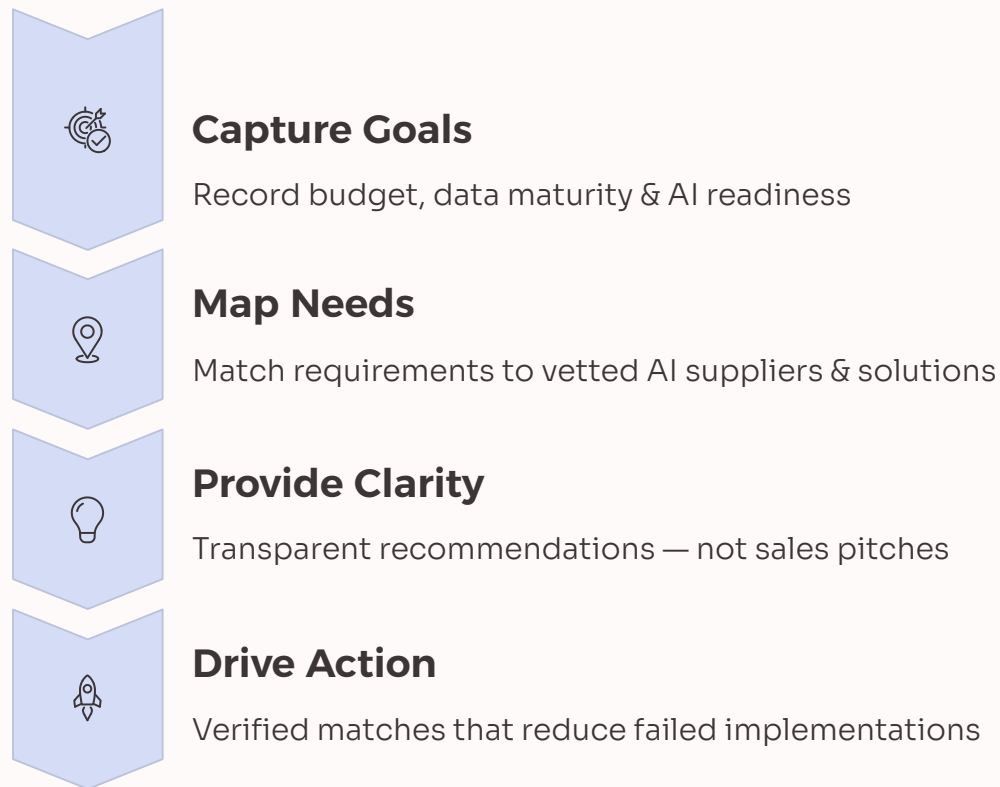 Capture Goals
Record budget, data maturity & AI readiness
Map Needs
Match requirements to vetted AI suppliers & solutions
Provide Clarity
Transparent recommendations — not sales pitches
Drive Action
Verified matches that reduce failed implementations